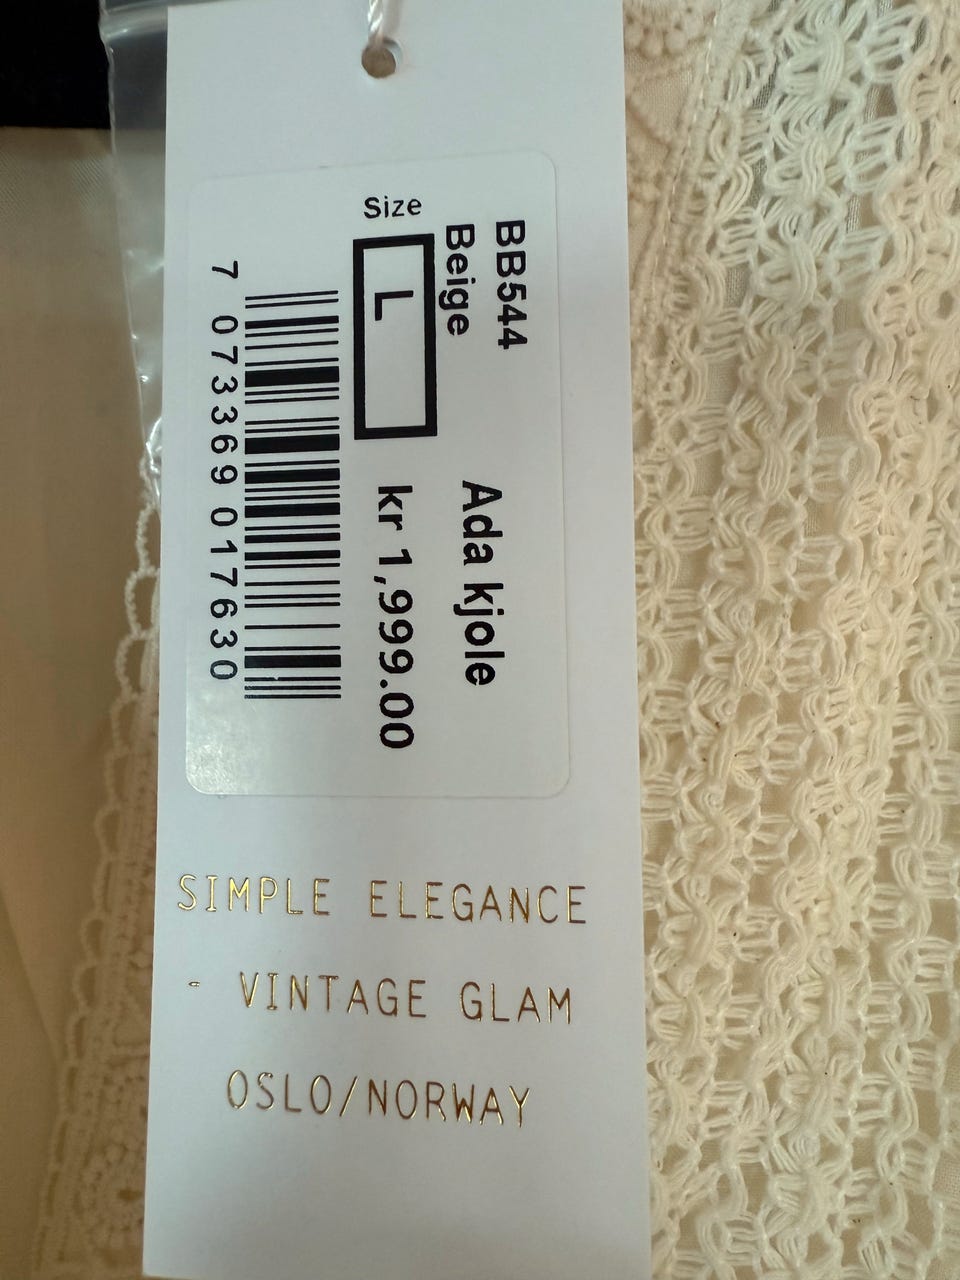 BB544
Beige
Ada kjole
Size
L
kr 1,999.00
7 073369 017630
SIMPLE ELEGANCE
- VINTAGE GLAM
OSLO/NORWAY